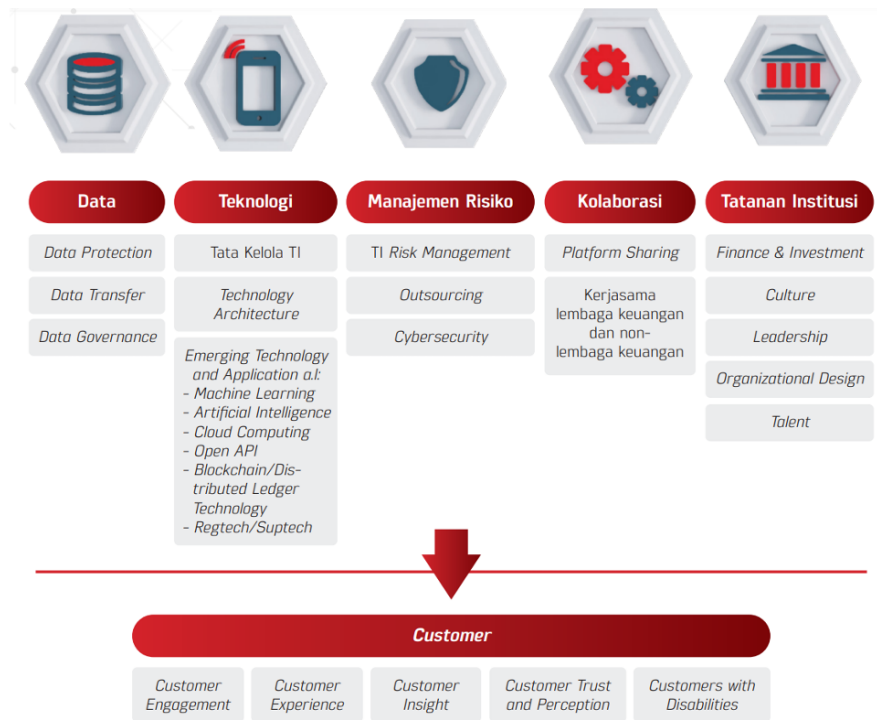 Data
Data Protection
Data Transfer
Data Governance
Teknologi
Tata Kelola TI
Technology
Architecture
Emerging Technology
and Application a.l:
- Machine Learning
- Artificial Intelligence
- Cloud Computing
- Open API
- Blockchain/Dis-
tributed Ledger
Technology
- Regtech/Suptech
Manajemen Risiko
TI Risk Management
Outsourcing
Cybersecurity
Kolaborasi
Platform Sharing
Kerjasama
lembaga keuangan
dan non-
lembaga keuangan
Tatanan Institusi
Finance & Investment
Culture
Leadership
Organizational Design
Talent
Customer
Customer
Engagement
Customer
Experience
Customer
Insight
Customer Trust
and Perception
Customers with
Disabilities